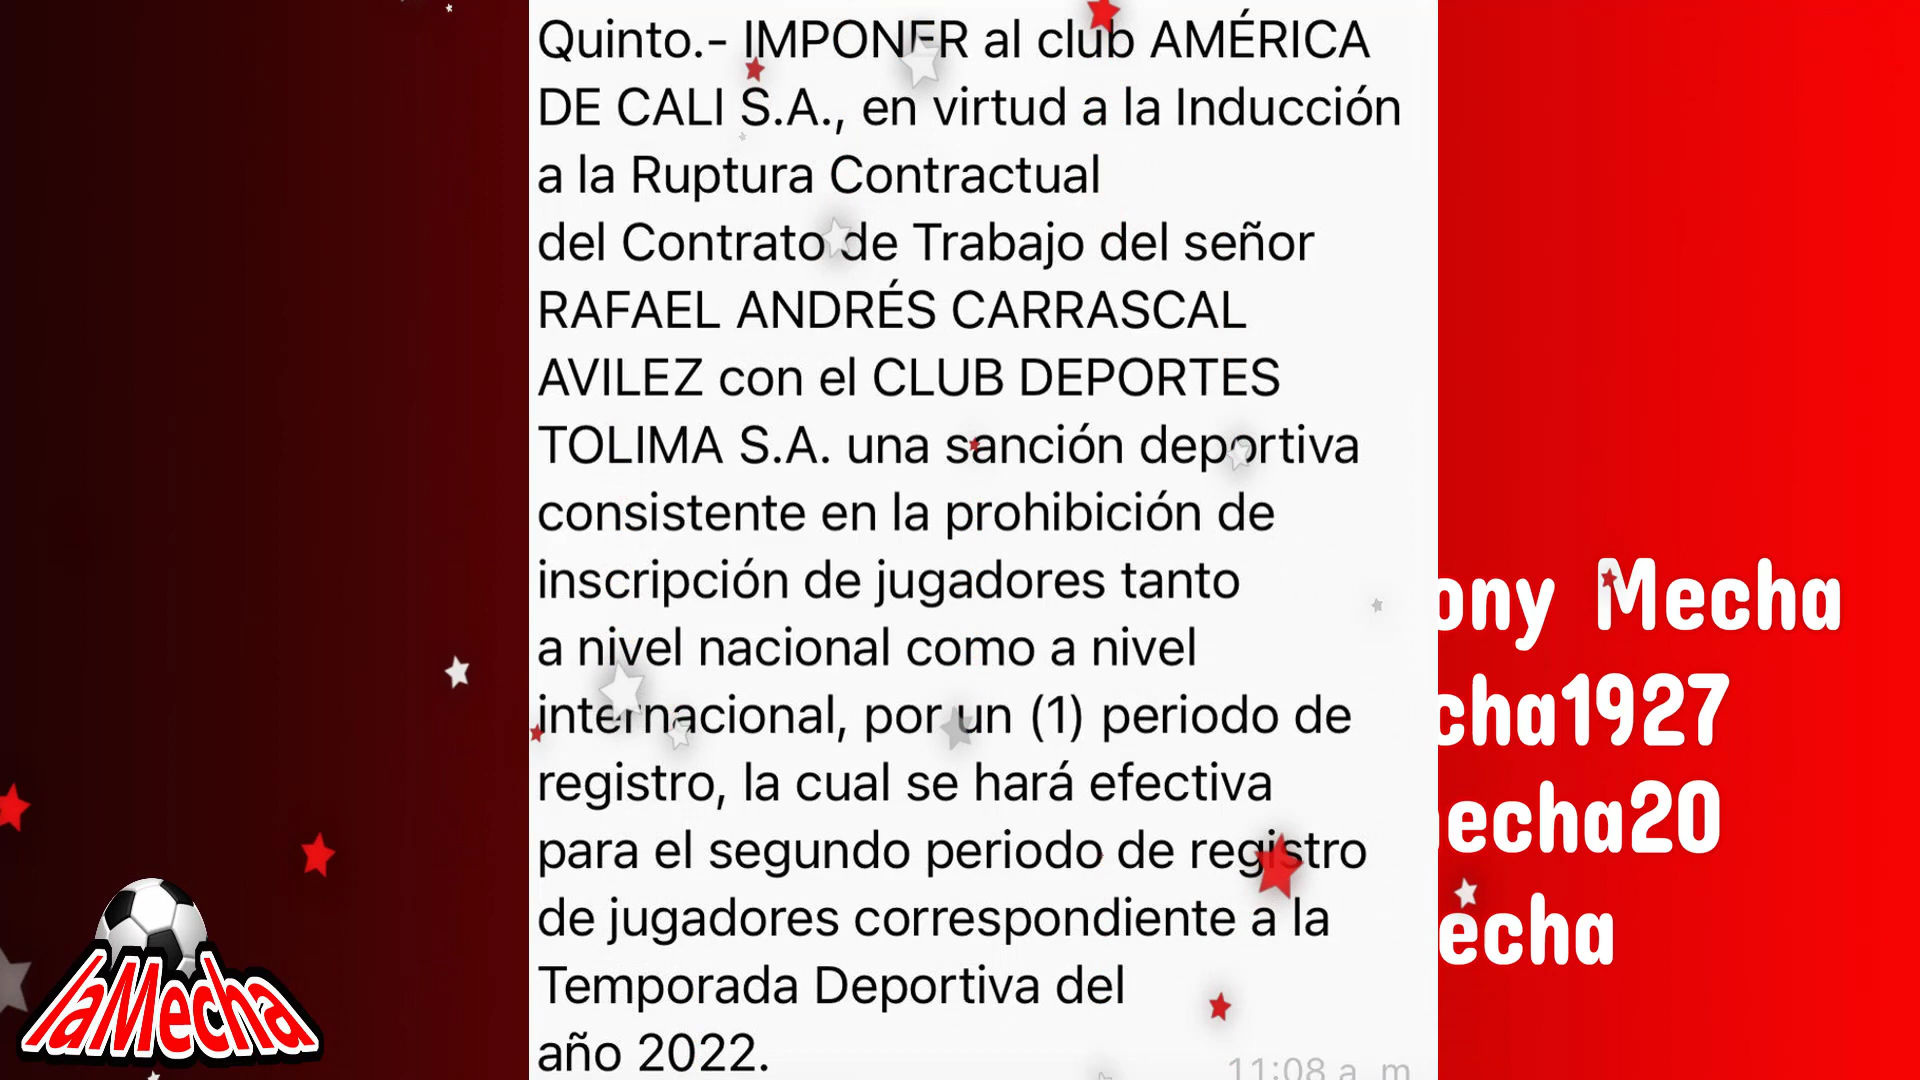 Quinto.- IMPONER al club AMÉRICA
DE CALI S.A., en virtud a la Inducción
a la Ruptura Contractual
del Contrato de Trabajo del señor
RAFAEL ANDRÉS CARRASCAL
AVILEZ con el CLUB DEPORTES
TOLIMA S.A. una sanción deportiva
consistente en la prohibición de
inscripción de jugadores tanto
a nivel nacional como a nivel
internacional, por un (1) periodo de
registro, la cual se hará efectiva
para el segundo periodo de registro
de jugadores correspondiente a la
Temporada Deportiva del
año 2022.
11:08 a. m
ony Mecha
cha1927
echa20
echa
laMecha